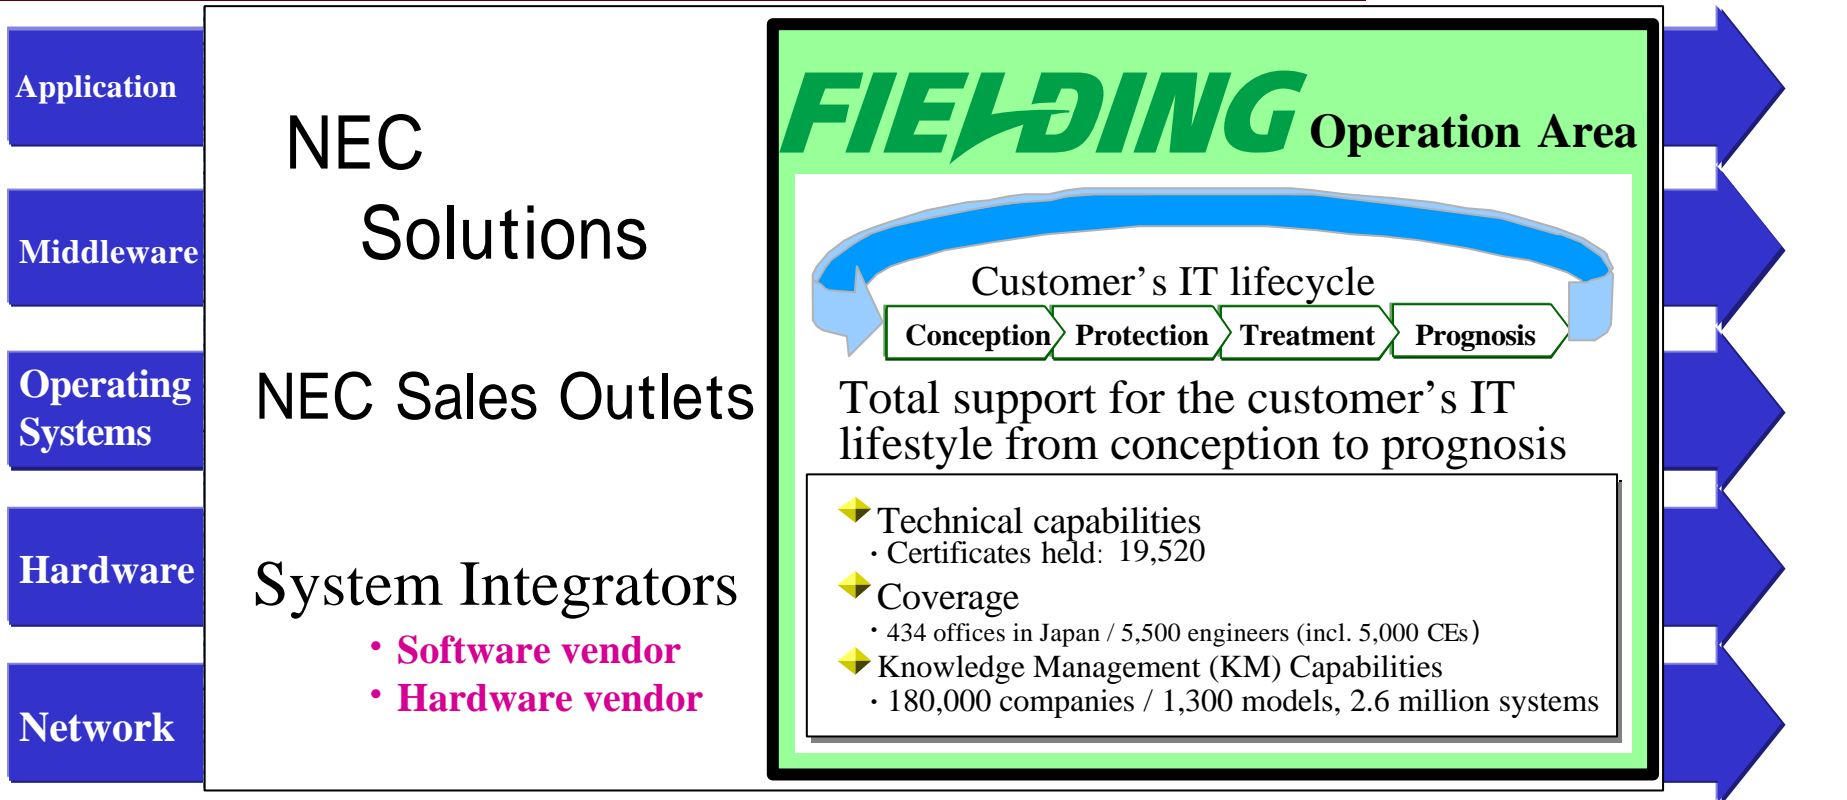 Application
Middleware
Operating
Systems
Hardware
Network
NEC
Solutions
NEC Sales Outlets
System Integrators
・Software vendor
・Hardware vendor
FIELDING Operation Area
Customer’s IT lifecycle
Conception Protection Treatment Prognosis
Total support for the customer’s IT
lifestyle from conception to prognosis
Technical capabilities
・Certificates held: 19,520
Coverage
・434 offices in Japan / 5,500 engineers (incl. 5,000 CEs)
Knowledge Management (KM) Capabilities
・180,000 companies / 1,300 models, 2.6 million systems